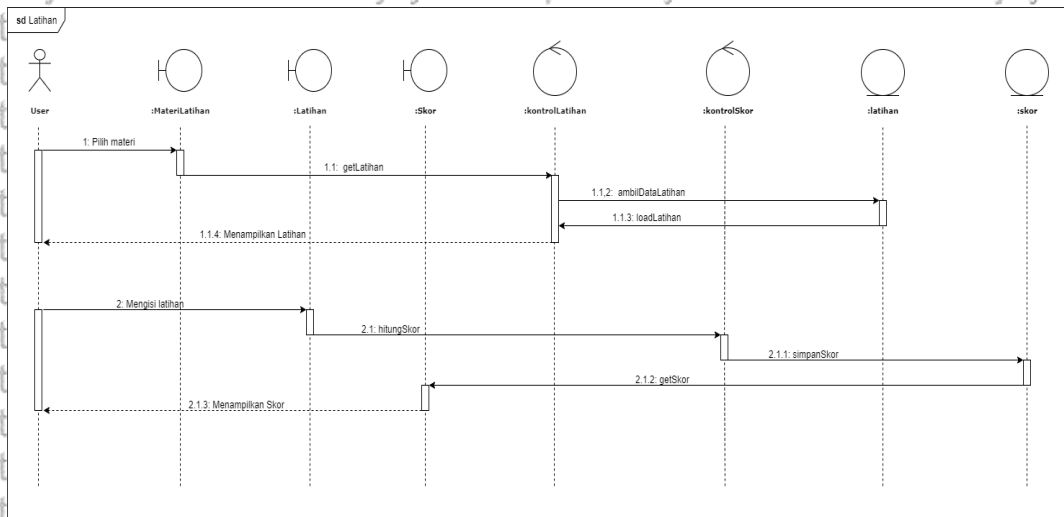 sd Latihan
User
:MateriLatihan
:Latihan
:Skor
:kontrolLatihan
:kontrolSkor
:latihan
:skor
1: Pilih materi
1.1: getLatihan
1.1,2: ambilDataLatihan
1.1.3: loadLatihan
1.1.4: Menampilkan Latihan
2: Mengisi latihan
2.1: hitungSkor
2.1.1: simpanSkor
2.1.2: getSkor
2.1.3: Menampilkan Skor